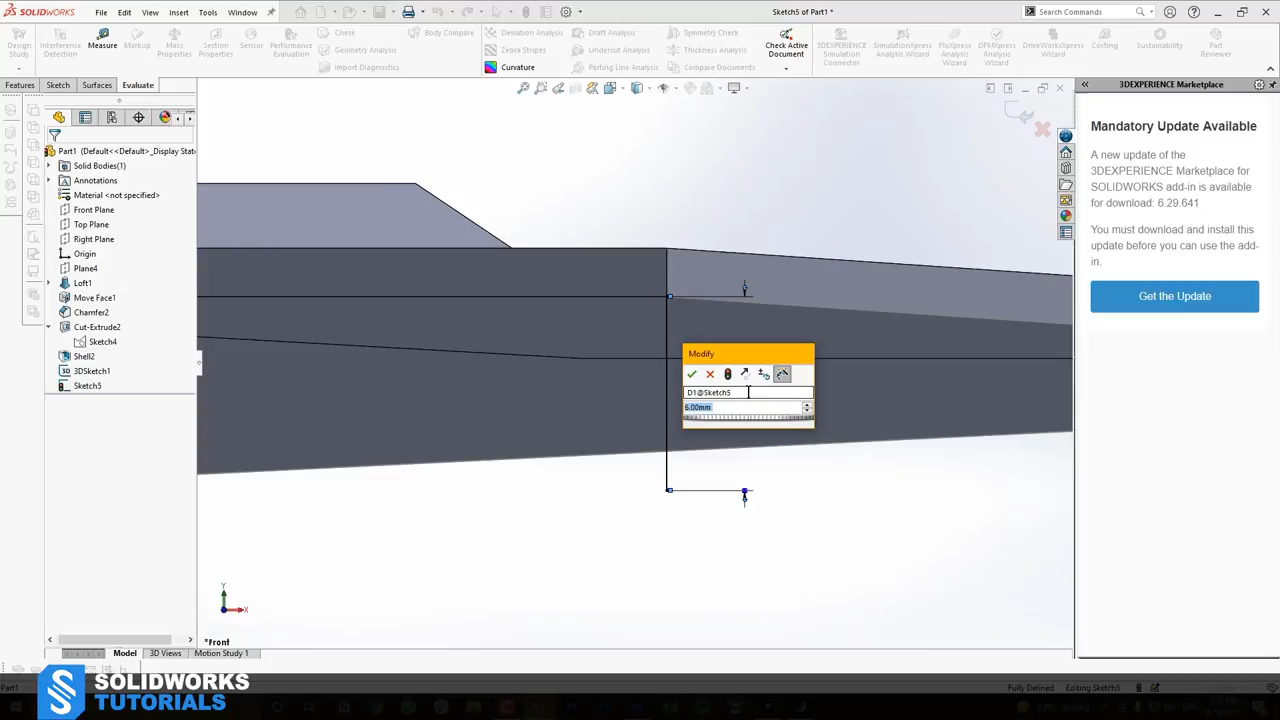 SOLIDWORKS
File
Edit
View
Insert
Tools
Window
Sketch5 of Part1 *
Search Commands
Design Study
Interference Detection
Measure
Markup
Mass Properties
Section Properties
Sensor
Performance Evaluation
Check
Geometry Analysis
Import Diagnostics
Body Compare
Curvature
Deviation Analysis
Zebra Stripes
Draft Analysis
Undercut Analysis
Parting Line Analysis
Symmetry Check
Thickness Analysis
Compare Documents
Check Active Document
3DEXPERIENCE Simulation Connector
SimulationXpress Analysis Wizard
FloXpress Analysis Wizard
DFMXpress Analysis Wizard
DriveWorksXpress Wizard
Costing
Sustainability
Part Reviewer
Features
Sketch
Surfaces
Evaluate
Part1 (Default<<Default>_Display Stat
Solid Bodies(1)
Annotations
Material <not specified>
Front Plane
Top Plane
Right Plane
Origin
Plane4
Loft1
Move Face1
Chamfer2
Cut-Extrude2
Sketch4
Shell2
3DSketch1
Sketch5
Modify
D1@Sketch5
6.00mm
Y
X
*Front
3DEXPERIENCE Marketplace
Mandatory Update Available
A new update of the
3DEXPERIENCE Marketplace for
SOLIDWORKS add-in is available
for download: 6.29.641
You must download and install this
update before you can use the add-
in.
Get the Update
Model
3D Views
Motion Study 1
Part1
Fully Defined
Editing Sketch5
SOLIDWORKS
TUTORIALS